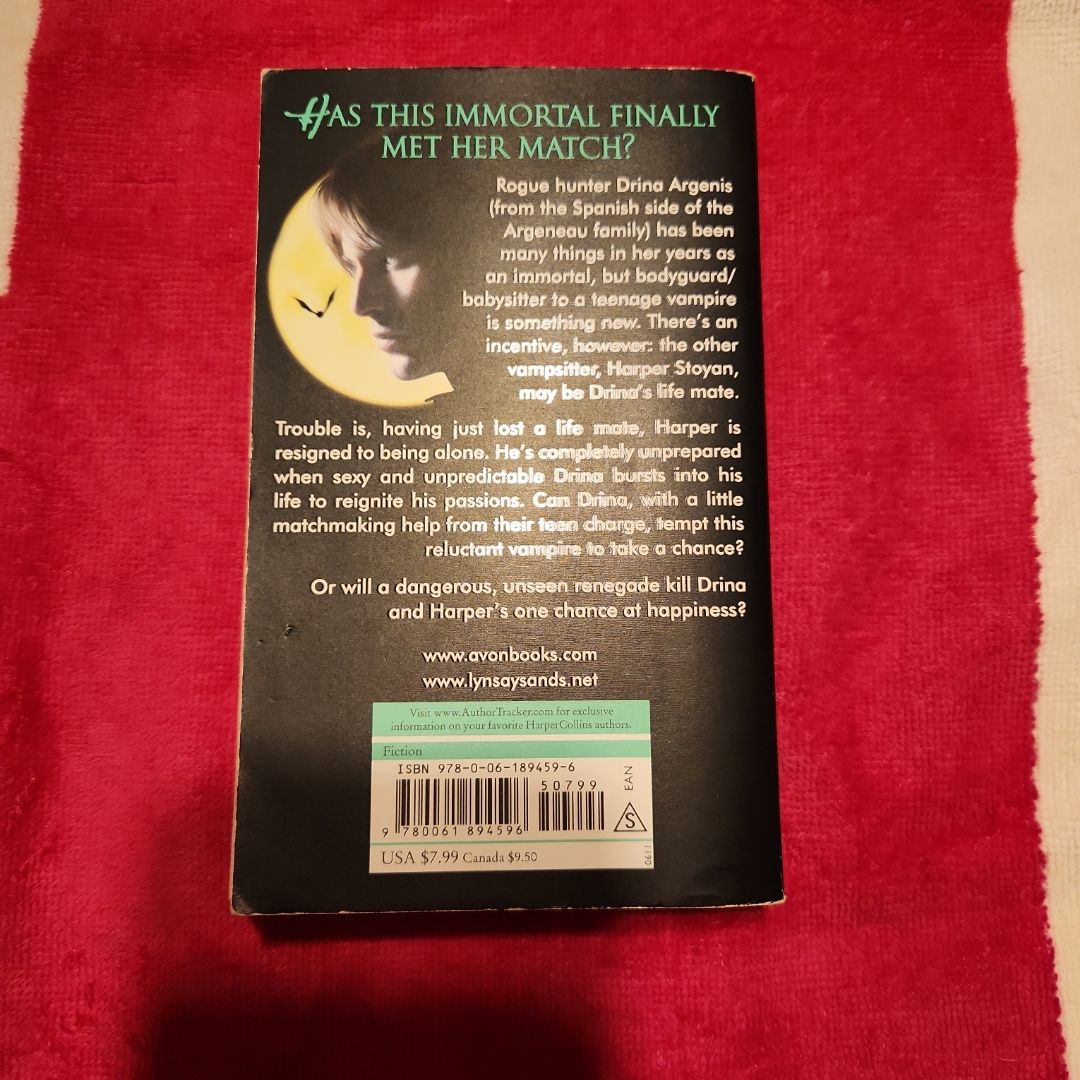 HAS THIS IMMORTAL FINALLY
MET HER MATCH?
Rogue hunter Drina Argenis
(from the Spanish side of the
Argeneau family) has been
many things in her years as
an immortal, but bodyguard/
babysitter to a teenage vampire
is something new. There's an
incentive, however: the other
vampsitter, Harper Stoyan,
may be Drina's life mate.
Trouble is, having just lost a life mate, Harper is
resigned to being alone. He's completely unprepared
when sexy and unpredictable Drina bursts into his
life to reignite his passions. Can Drina, with a little
matchmaking help from their teen charge, tempt this
reluctant vampire to take a chance?
Or will a dangerous, unseen renegade kill Drina
and Harper's one chance at happiness?
www.avonbooks.com
www.lynsaysands.net
Visit www.AuthorTracker.com for exclusive
information on your favorite HarperCollins authors.
Fiction
ISBN 978-0-06-189459-6
50799
EAN
S
9 780061 894596
USA $7.99 Canada $9.50
0611